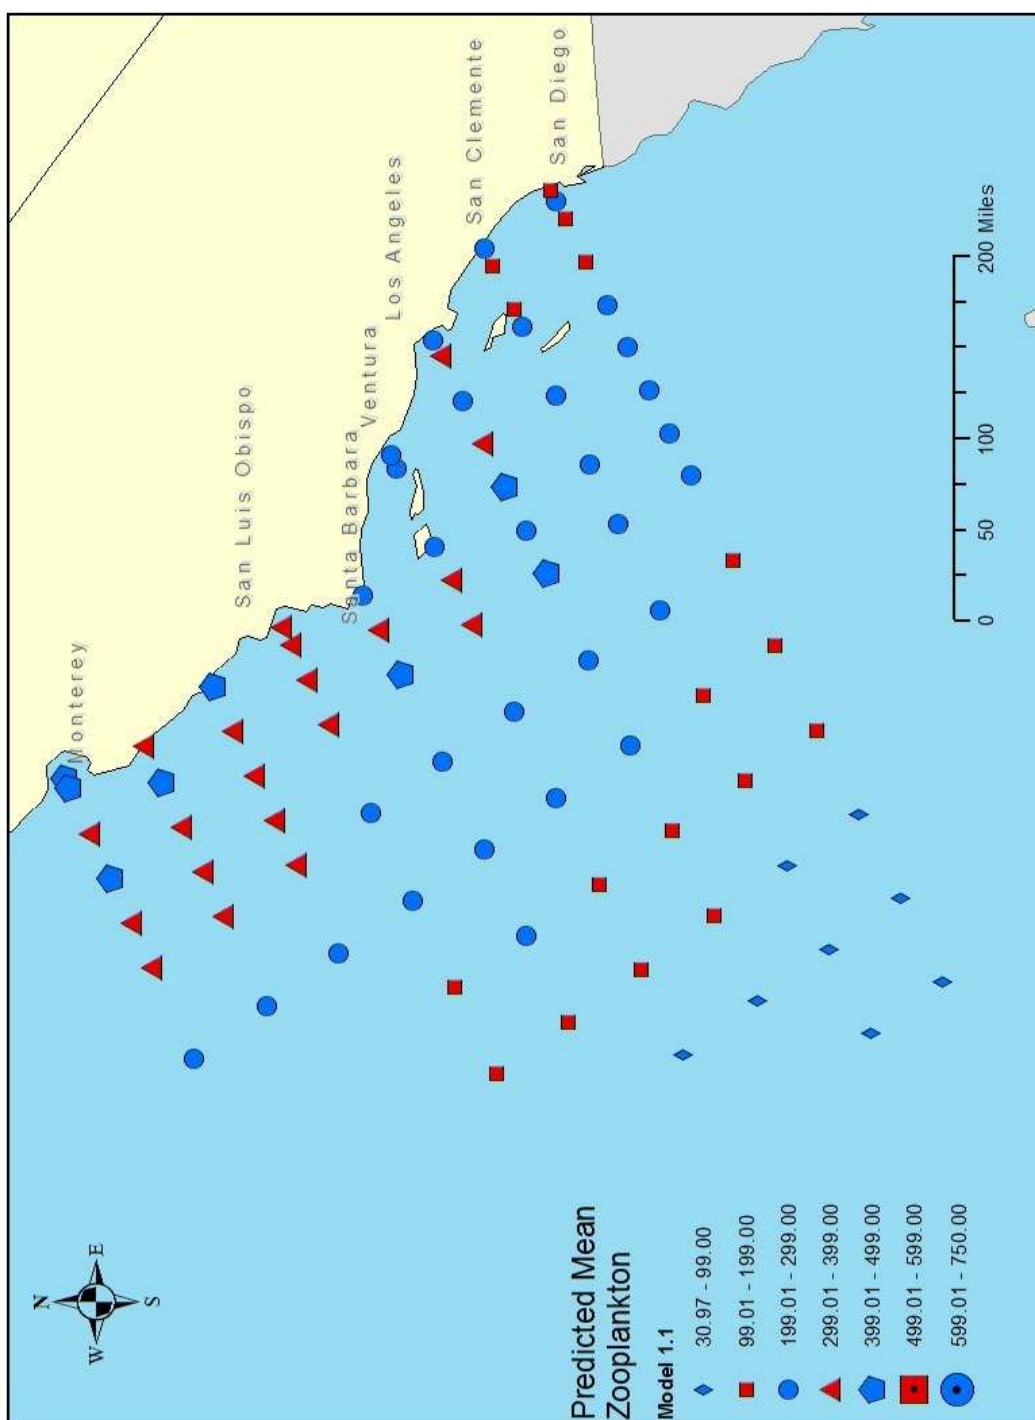 Monterey
San Luis Obispo
Santa Barbara
Ventura
Los Angeles
San Clemente
San Diego
N
W
E
S
Predicted Mean
Zooplankton
Model 1.1
30.97 - 99.00
99.01 - 199.00
199.01 - 299.00
299.01 - 399.00
399.01 - 499.00
499.01 - 599.00
599.01 - 750.00
0 50 100 200 Miles